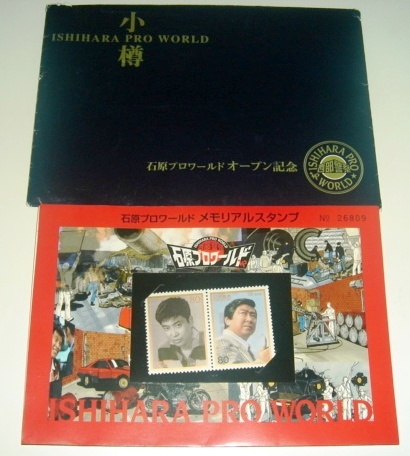 小樽
ISHIHARA PRO WORLD
石原プロワールド オープン記念
ISHIHARA PRO
WORLD
石原プロワールド メモリアルスタンプ
No 26809
石原プロワールド
80
ISHIHARA PRO WORLD